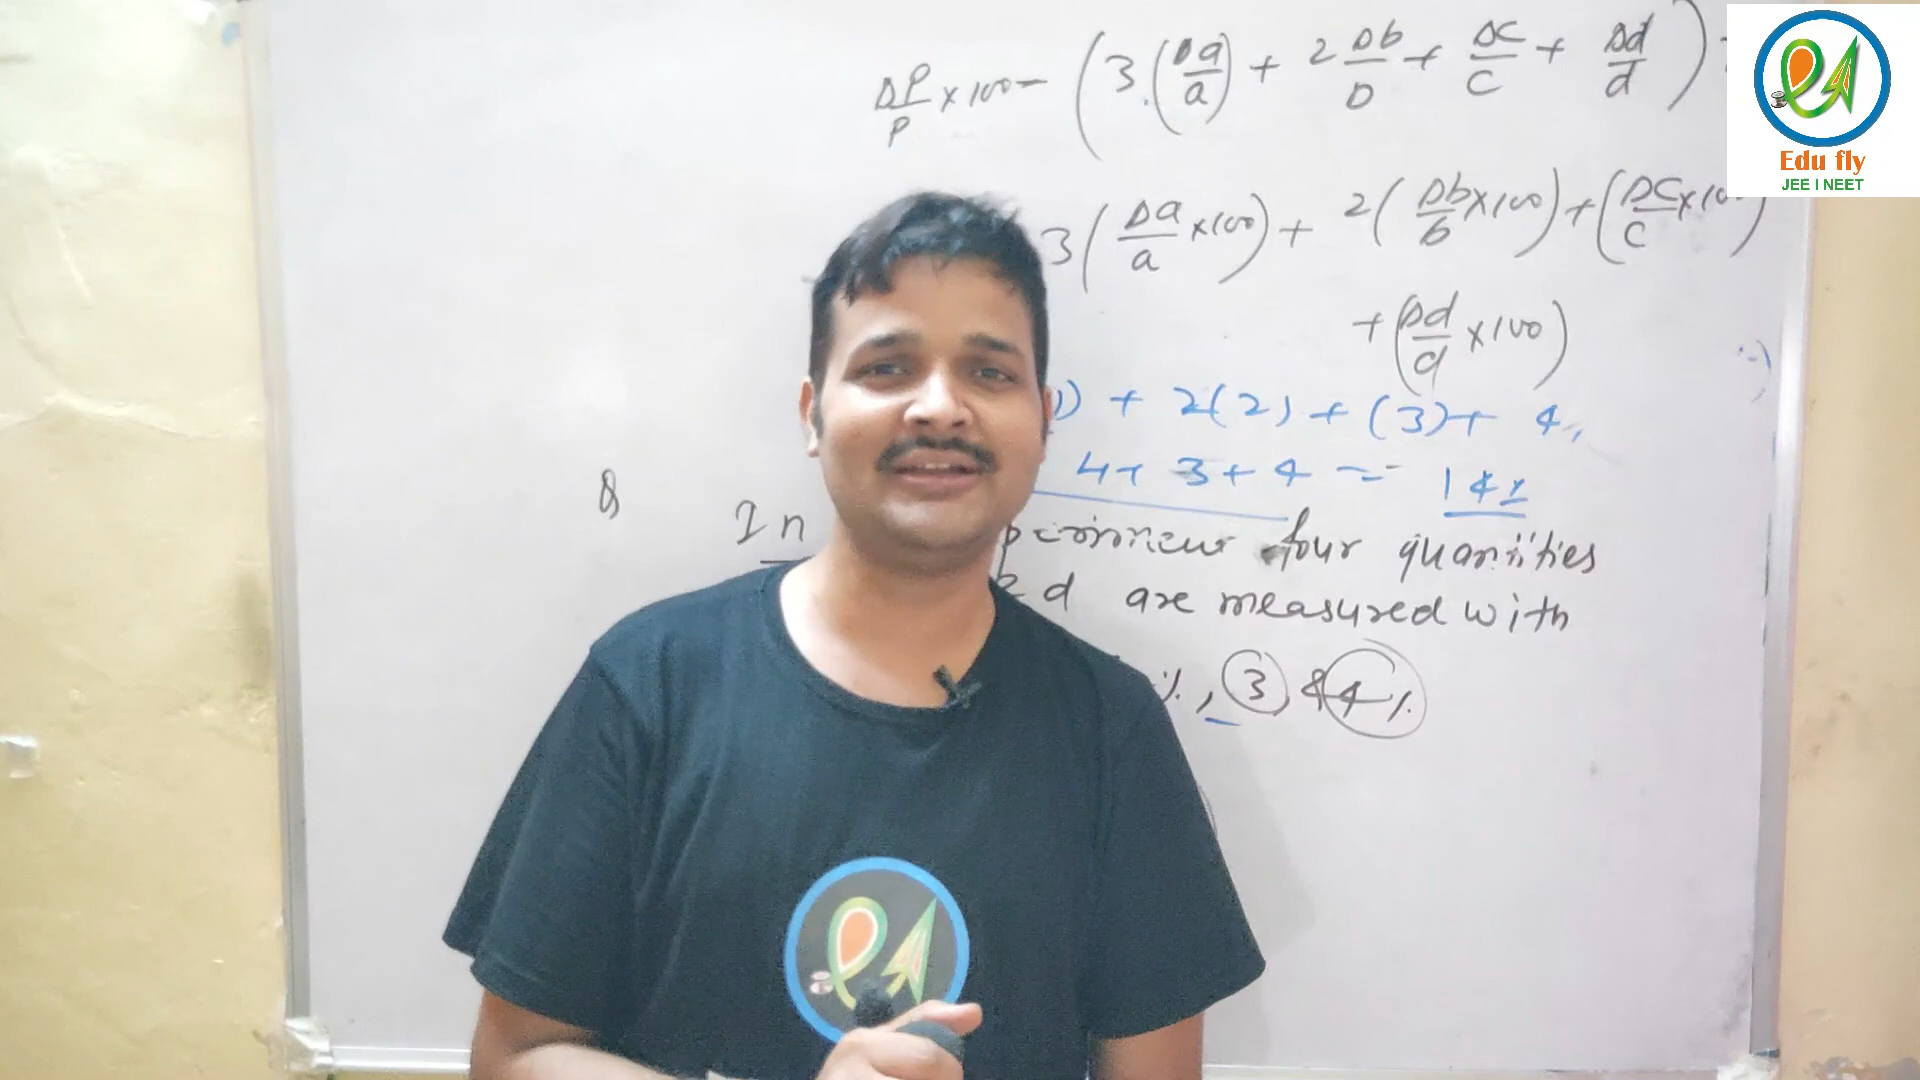 ΔP/P × 100 = (3(Δa/a) + 2 Δb/b + Δc/c + Δd/d)
3(Δa/a × 100) + 2(Δb/b × 100) + (Δc/c × 100)
+ (Δd/d × 100)
1) + 2(2) + (3) + 4
4 + 3 + 4 = 14%
Q
In four quantities
d are measured with
%, 3 & 4%
Edu fly
JEE I NEET